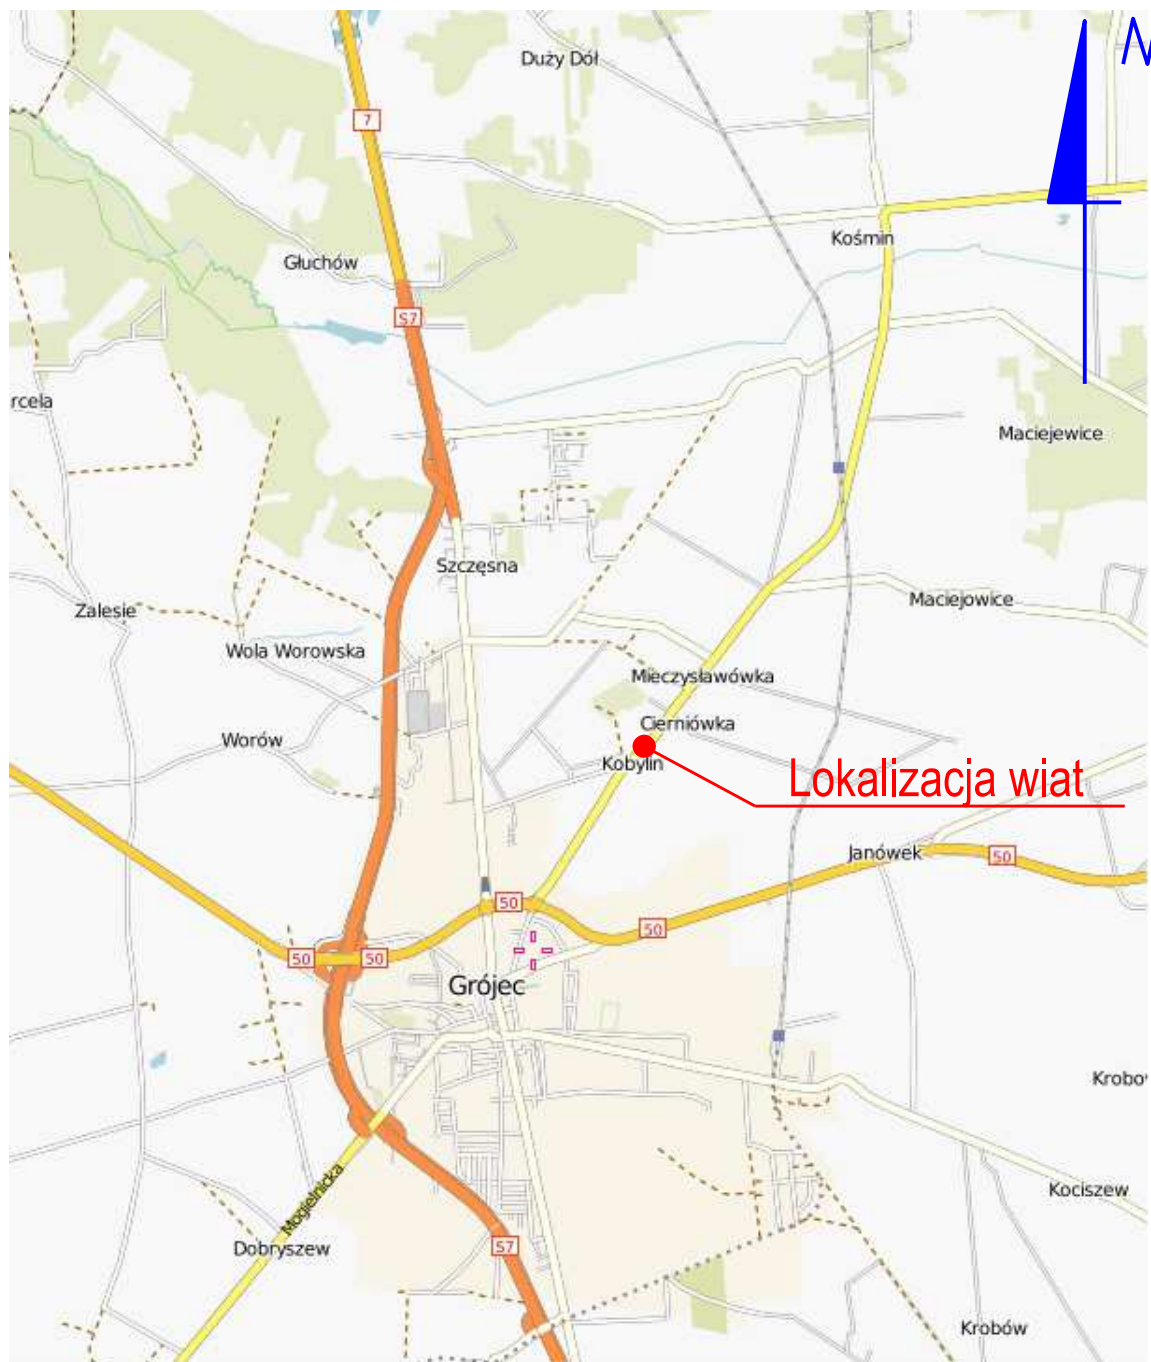 N
Duży Dół
7
Kośmin
Głuchów
S7
rcela
Maciejewice
Szczęsna
Maciejowice
Zalesie
Wola Worowska
Mieczysławówka
Cierniówka
Worów
Kobylin
Lokalizacja wiat
Janówek
50
50
50
50
50
Grójec
Krobo
Kociszew
Mogielnicka
Dobryszew
S7
Krobów